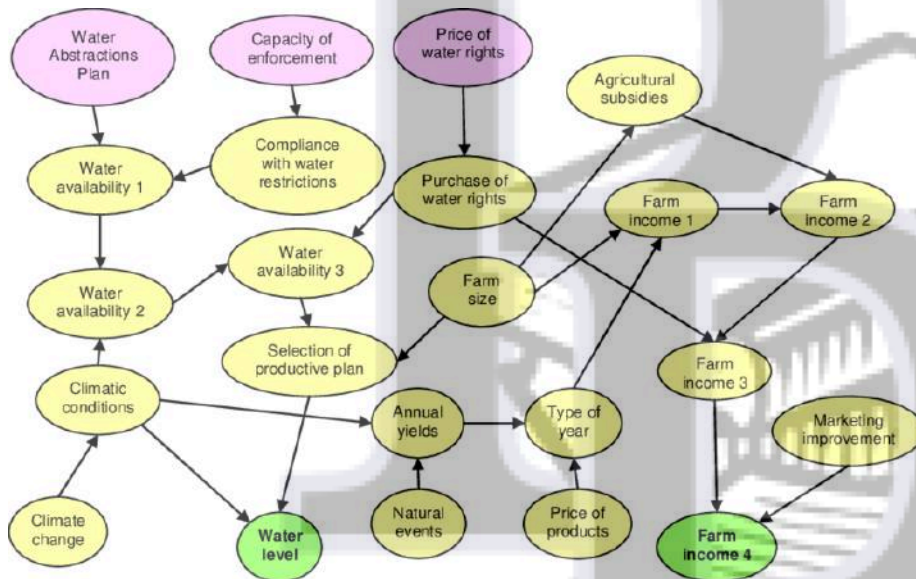 Water
Abstractions
Plan
Capacity of
enforcement
Price of
water rights
Agricultural
subsidies
Water
availability 1
Compliance
with water
restrictions
Purchase of
water rights
Farm
income 1
Farm
income 2
Water
availability 3
Water
availability 2
Farm
size
Selection of
productive plan
Farm
income 3
Climatic
conditions
Annual
yields
Type of
year
Marketing
improvement
Climate
change
Water
level
Natural
events
Price of
products
Farm
income 4